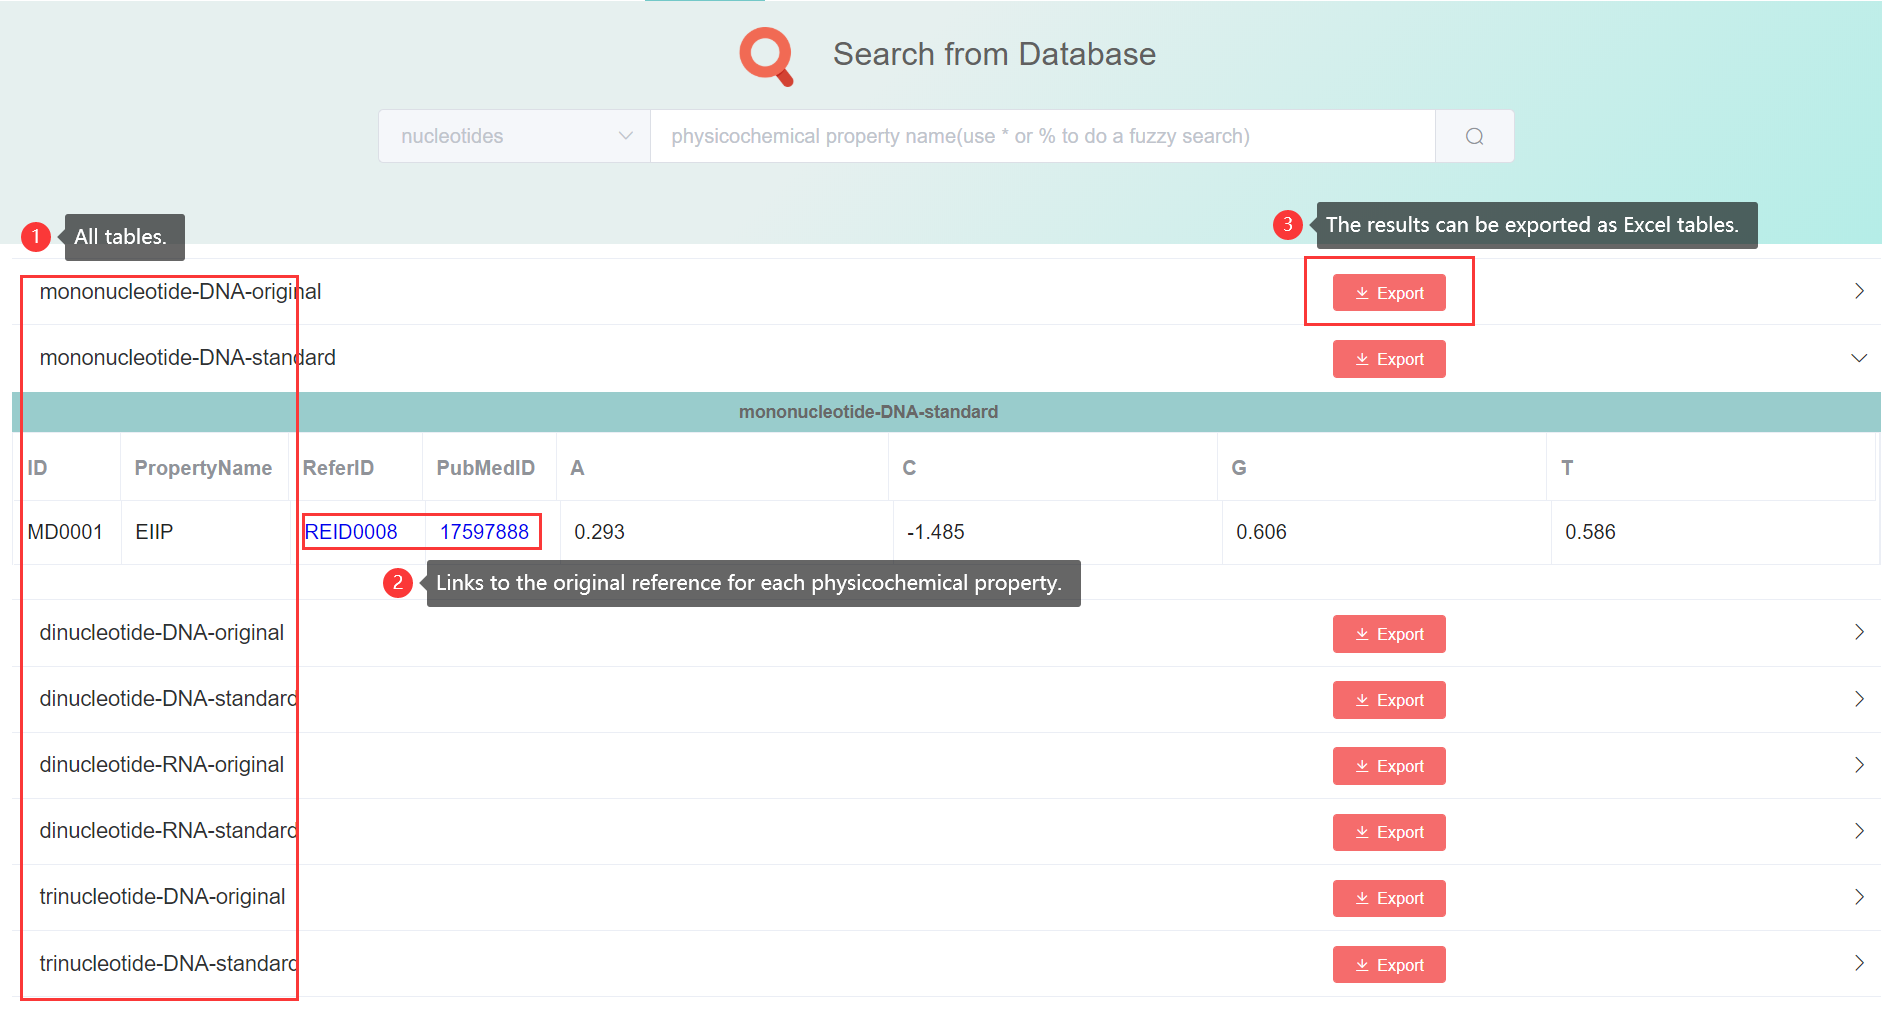 Search from Database
nucleotides
physicochemical property name(use * or % to do a fuzzy search)
1 All tables.
3 The results can be exported as Excel tables.
mononucleotide-DNA-original Export
mononucleotide-DNA-standard Export
mononucleotide-DNA-standard
ID PropertyName ReferID PubMedID A C G T
MD0001 EIIP REID0008 17597888 0.293 -1.485 0.606 0.586
2 Links to the original reference for each physicochemical property.
dinucleotide-DNA-original Export
dinucleotide-DNA-standard Export
dinucleotide-RNA-original Export
dinucleotide-RNA-standard Export
trinucleotide-DNA-original Export
trinucleotide-DNA-standard Export